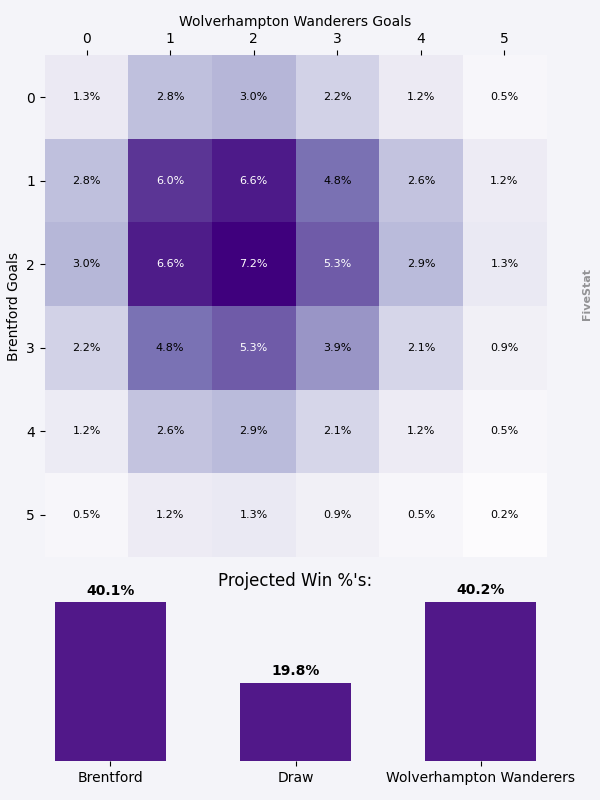 Wolverhampton Wanderers Goals
0 1 2 3 4 5
0 1.3% 2.8% 3.0% 2.2% 1.2% 0.5%
1 2.8% 6.0% 6.6% 4.8% 2.6% 1.2%
2 3.0% 6.6% 7.2% 5.3% 2.9% 1.3%
3 2.2% 4.8% 5.3% 3.9% 2.1% 0.9%
4 1.2% 2.6% 2.9% 2.1% 1.2% 0.5%
5 0.5% 1.2% 1.3% 0.9% 0.5% 0.2%
Brentford Goals
FiveStat
Projected Win %'s:
40.1% 19.8% 40.2%
Brentford Draw Wolverhampton Wanderers